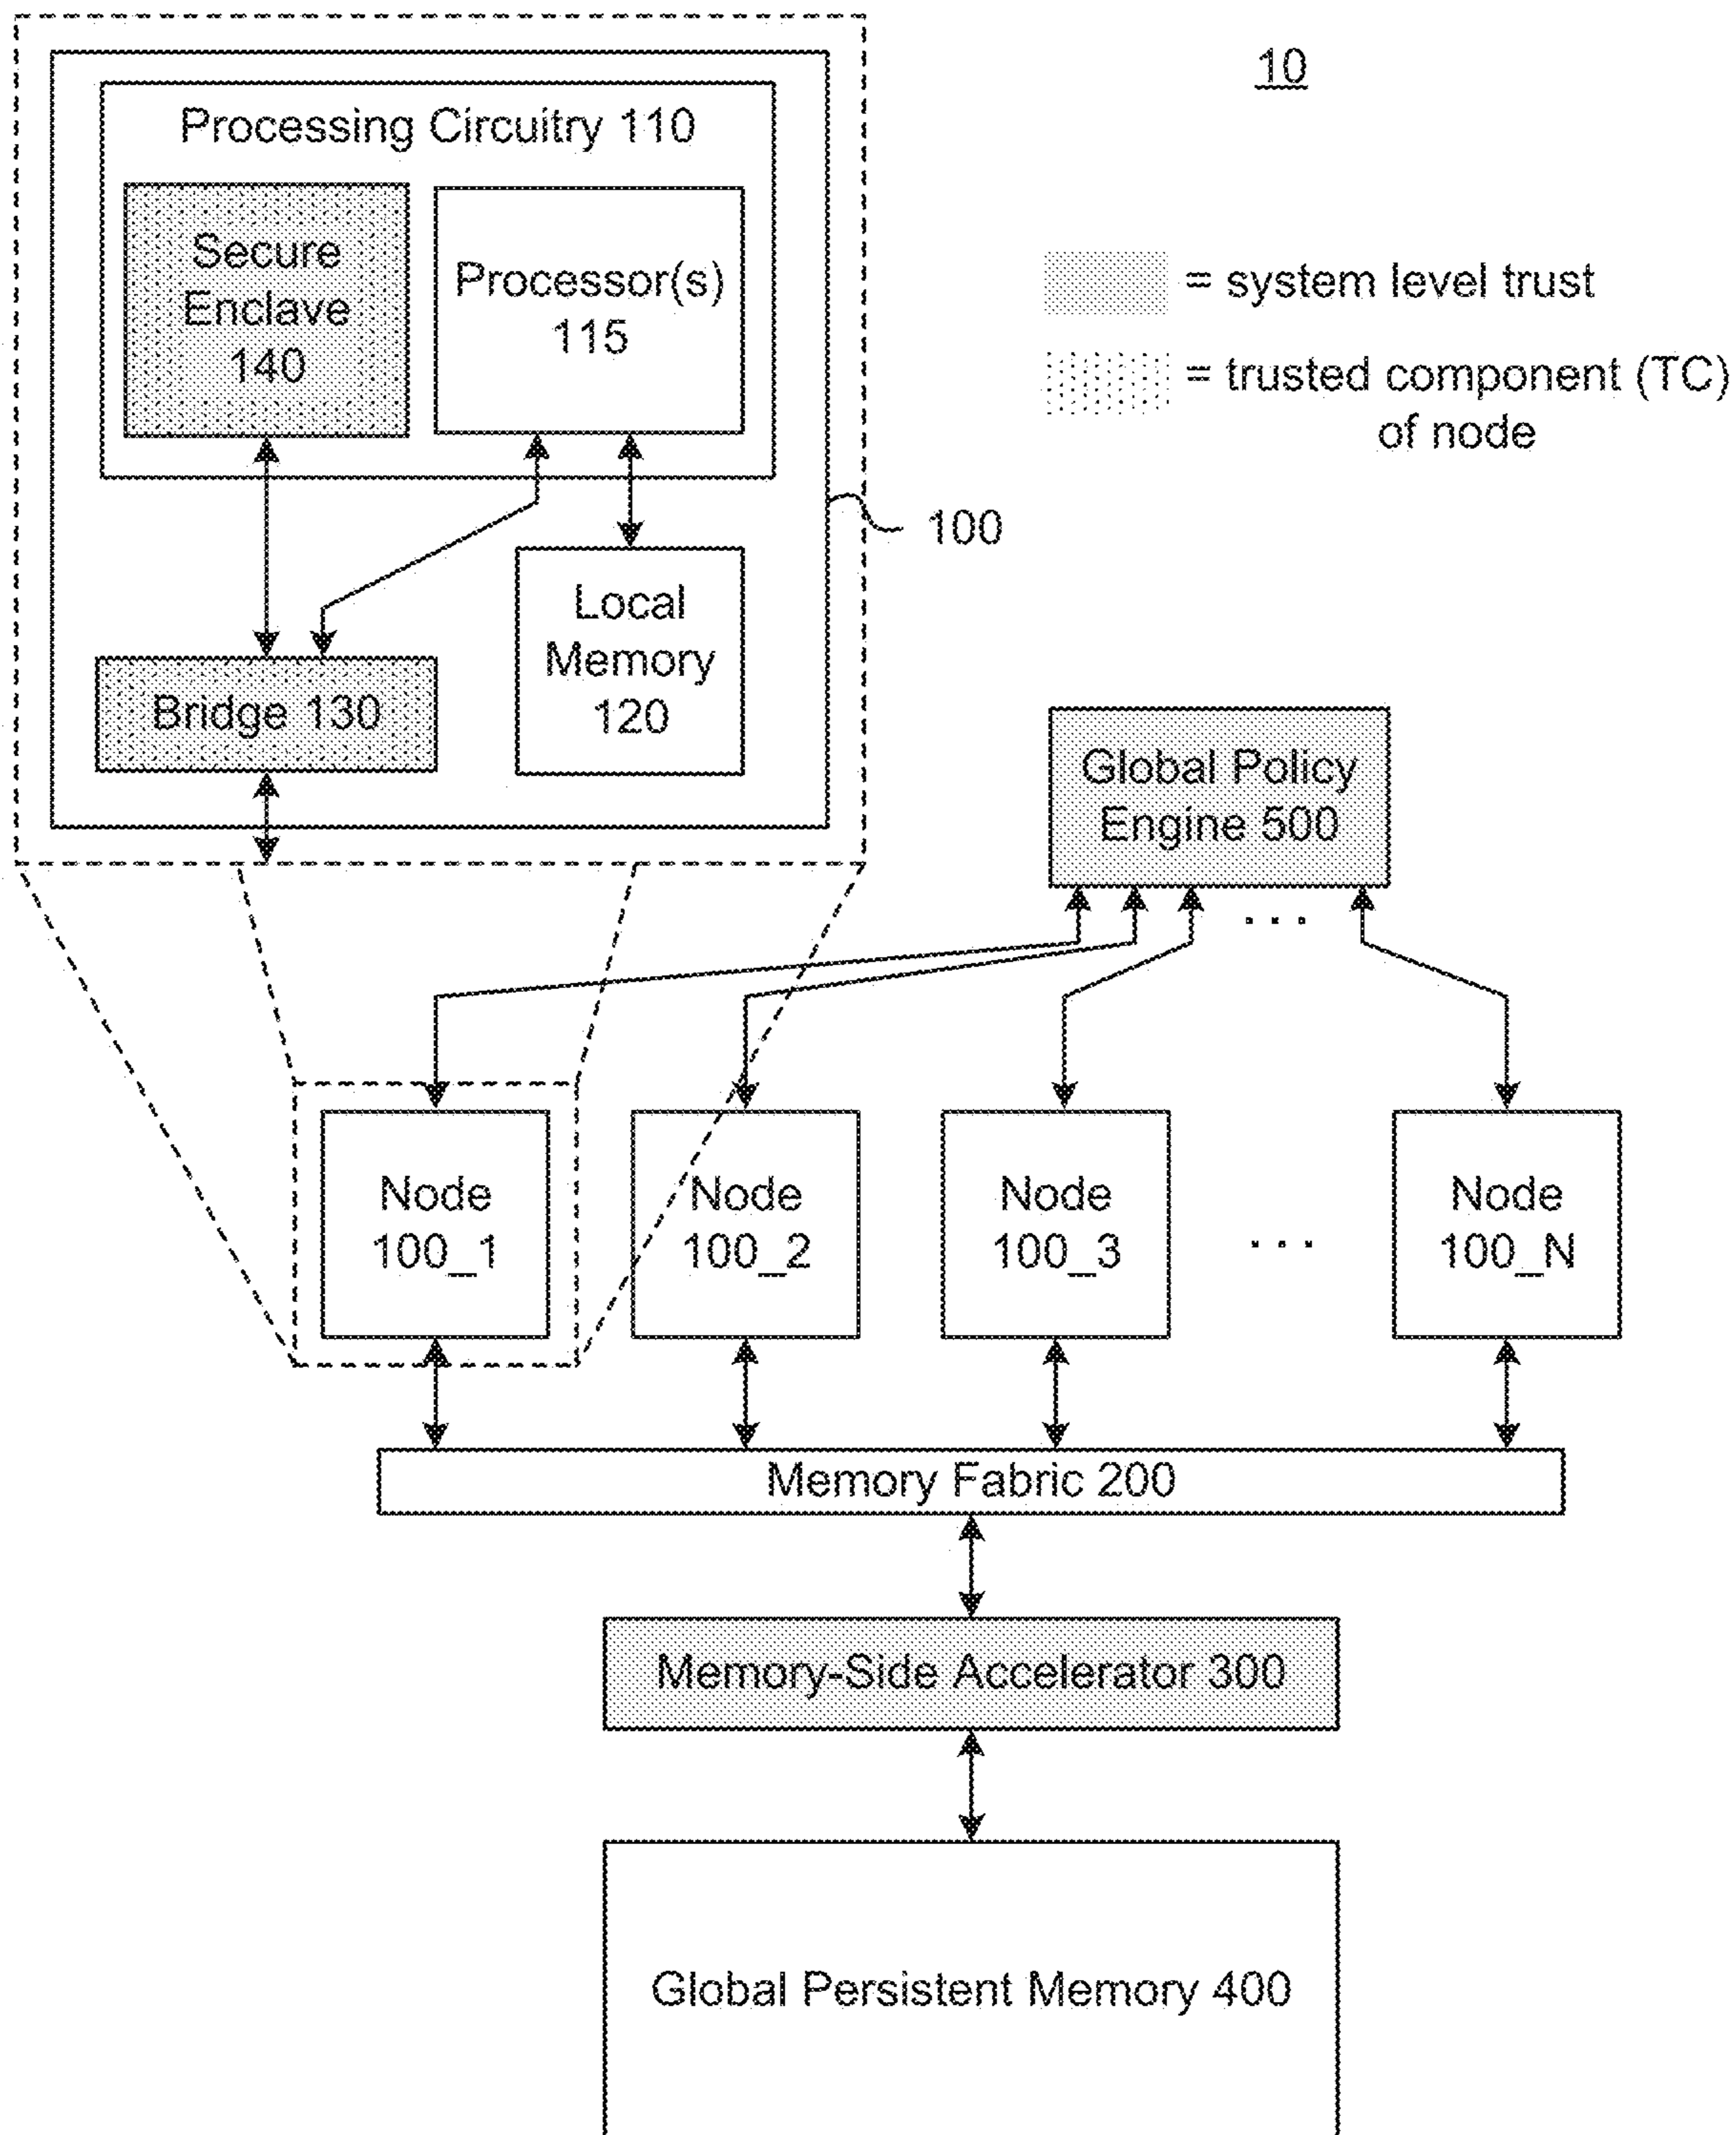 10
Processing Circuitry 110
Secure
Enclave
140
Processor(s)
115
= system level trust
= trusted component (TC)
of node
100
Local
Memory
120
Bridge 130
Global Policy
Engine 500
. . .
Node
100_1
Node
100_2
Node
100_3
. . .
Node
100_N
Memory Fabric 200
Memory-Side Accelerator 300
Global Persistent Memory 400